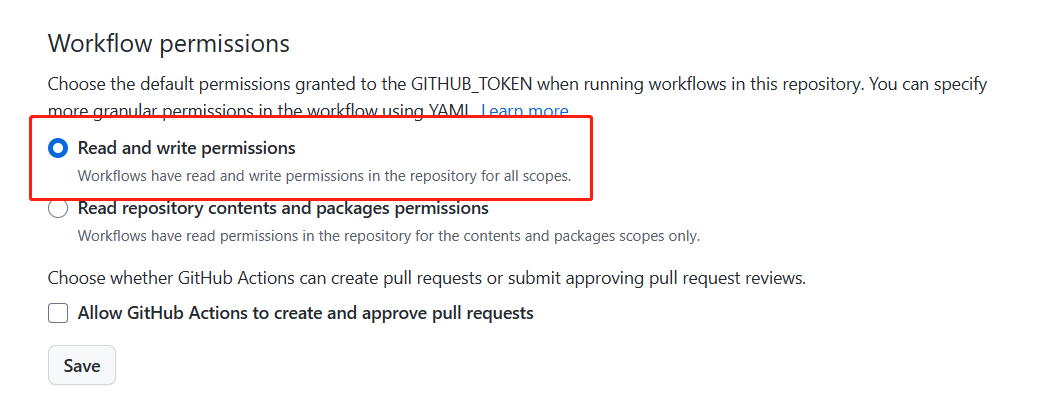 Workflow permissions
Choose the default permissions granted to the GITHUB_TOKEN when running workflows in this repository. You can specify
more granular permissions in the workflow using YAML. Learn more
Read and write permissions
Workflows have read and write permissions in the repository for all scopes.
Read repository contents and packages permissions
Workflows have read permissions in the repository for the contents and packages scopes only.
Choose whether GitHub Actions can create pull requests or submit approving pull request reviews.
Allow GitHub Actions to create and approve pull requests
Save